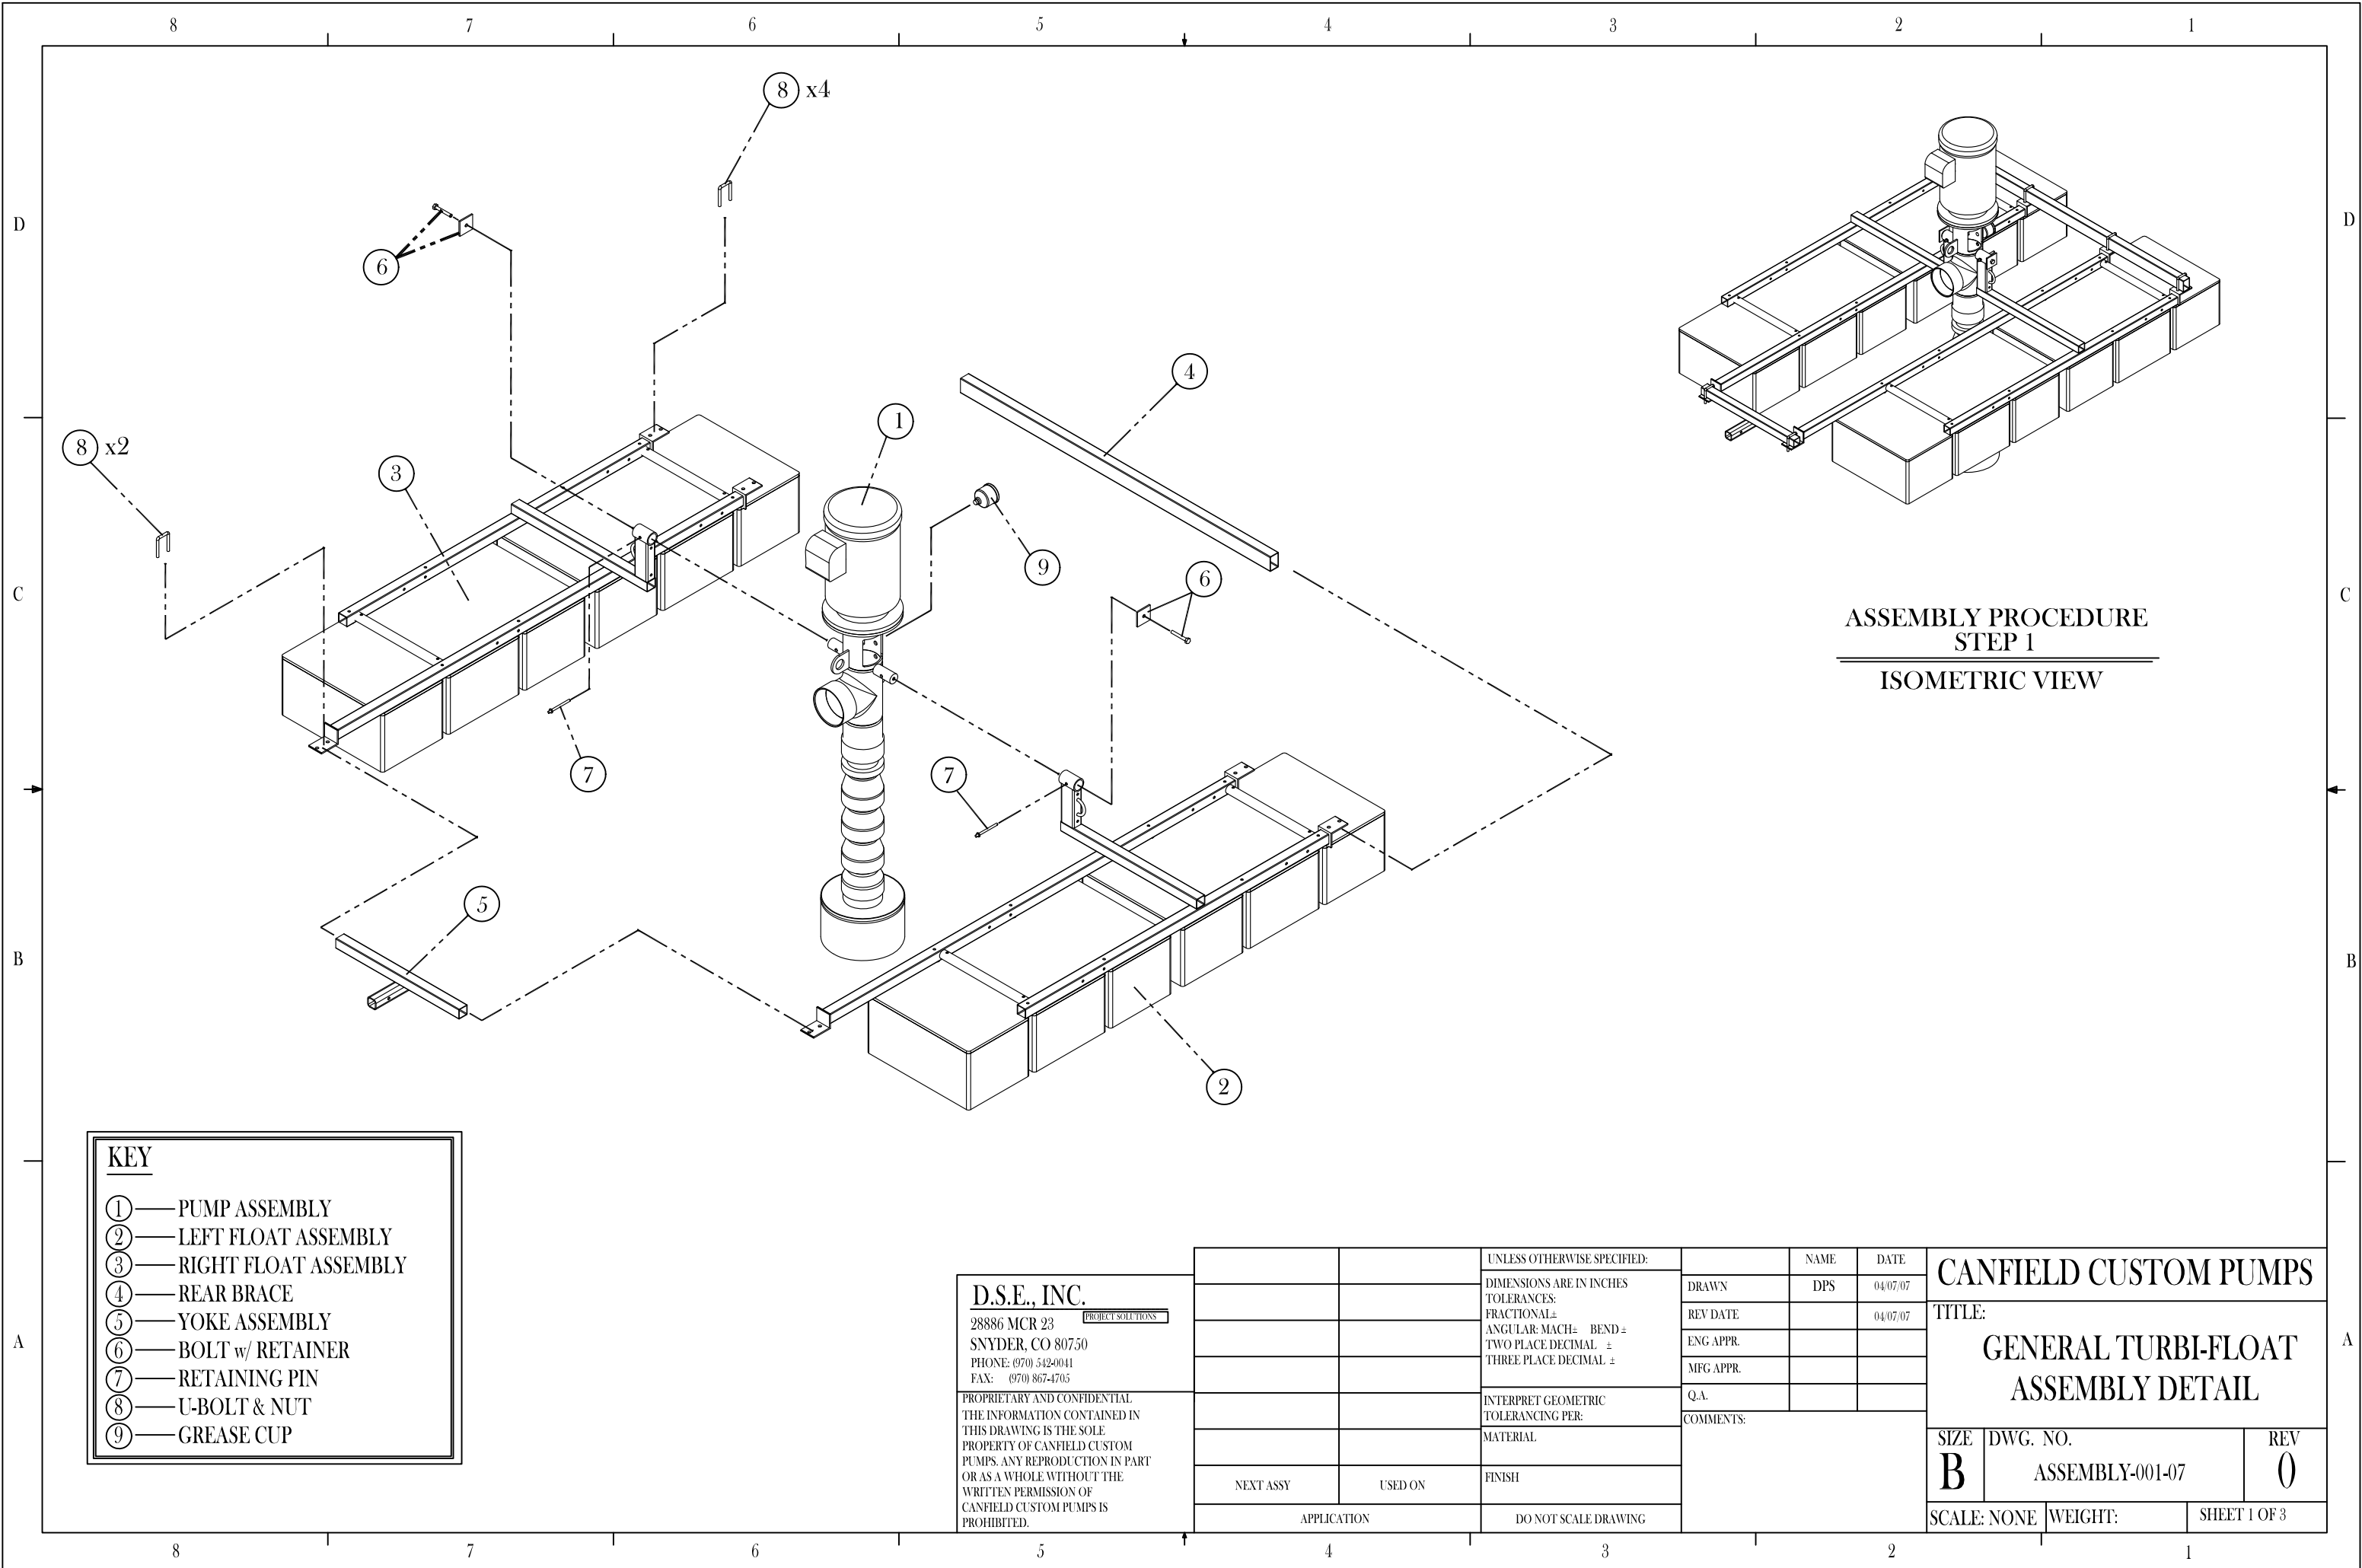 8 7 6 5 4 3 2 1
D
D
C
C
B
B
A
A
8 x4
6
8 x2
3
1
4
9
6
7
7
5
2
ASSEMBLY PROCEDURE
STEP 1
ISOMETRIC VIEW
KEY
1 PUMP ASSEMBLY
2 LEFT FLOAT ASSEMBLY
3 RIGHT FLOAT ASSEMBLY
4 REAR BRACE
5 YOKE ASSEMBLY
6 BOLT w/ RETAINER
7 RETAINING PIN
8 U-BOLT & NUT
9 GREASE CUP
D.S.E., INC.
PROJECT SOLUTIONS
28886 MCR 23
SNYDER, CO 80750
PHONE: (970) 542-0041
FAX: (970) 867-4705
PROPRIETARY AND CONFIDENTIAL
THE INFORMATION CONTAINED IN
THIS DRAWING IS THE SOLE
PROPERTY OF CANFIELD CUSTOM
PUMPS. ANY REPRODUCTION IN PART
OR AS A WHOLE WITHOUT THE
WRITTEN PERMISSION OF
CANFIELD CUSTOM PUMPS IS
PROHIBITED.
NEXT ASSY
USED ON
APPLICATION
UNLESS OTHERWISE SPECIFIED:
DIMENSIONS ARE IN INCHES
TOLERANCES:
FRACTIONAL±
ANGULAR: MACH± BEND ±
TWO PLACE DECIMAL ±
THREE PLACE DECIMAL ±
INTERPRET GEOMETRIC
TOLERANCING PER:
MATERIAL
FINISH
DO NOT SCALE DRAWING
NAME DATE
DRAWN DPS 04/07/07
REV DATE 04/07/07
ENG APPR.
MFG APPR.
Q.A.
COMMENTS:
CANFIELD CUSTOM PUMPS
TITLE:
GENERAL TURBI-FLOAT
ASSEMBLY DETAIL
SIZE DWG. NO. REV
B ASSEMBLY-001-07 0
SCALE: NONE WEIGHT: SHEET 1 OF 3
8 7 6 5 4 3 2 1